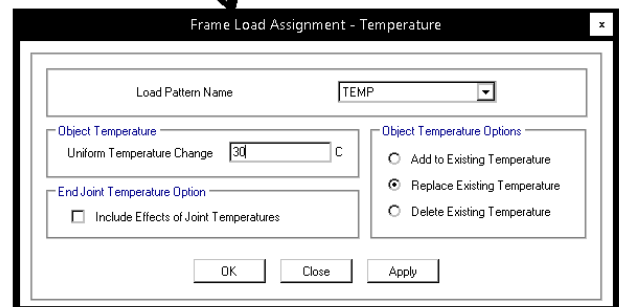 Frame Load Assignment - Temperature x
Load Pattern Name TEMP
Object Temperature
Uniform Temperature Change 30 C
End Joint Temperature Option
Include Effects of Joint Temperatures
Object Temperature Options
Add to Existing Temperature
Replace Existing Temperature
Delete Existing Temperature
OK Close Apply